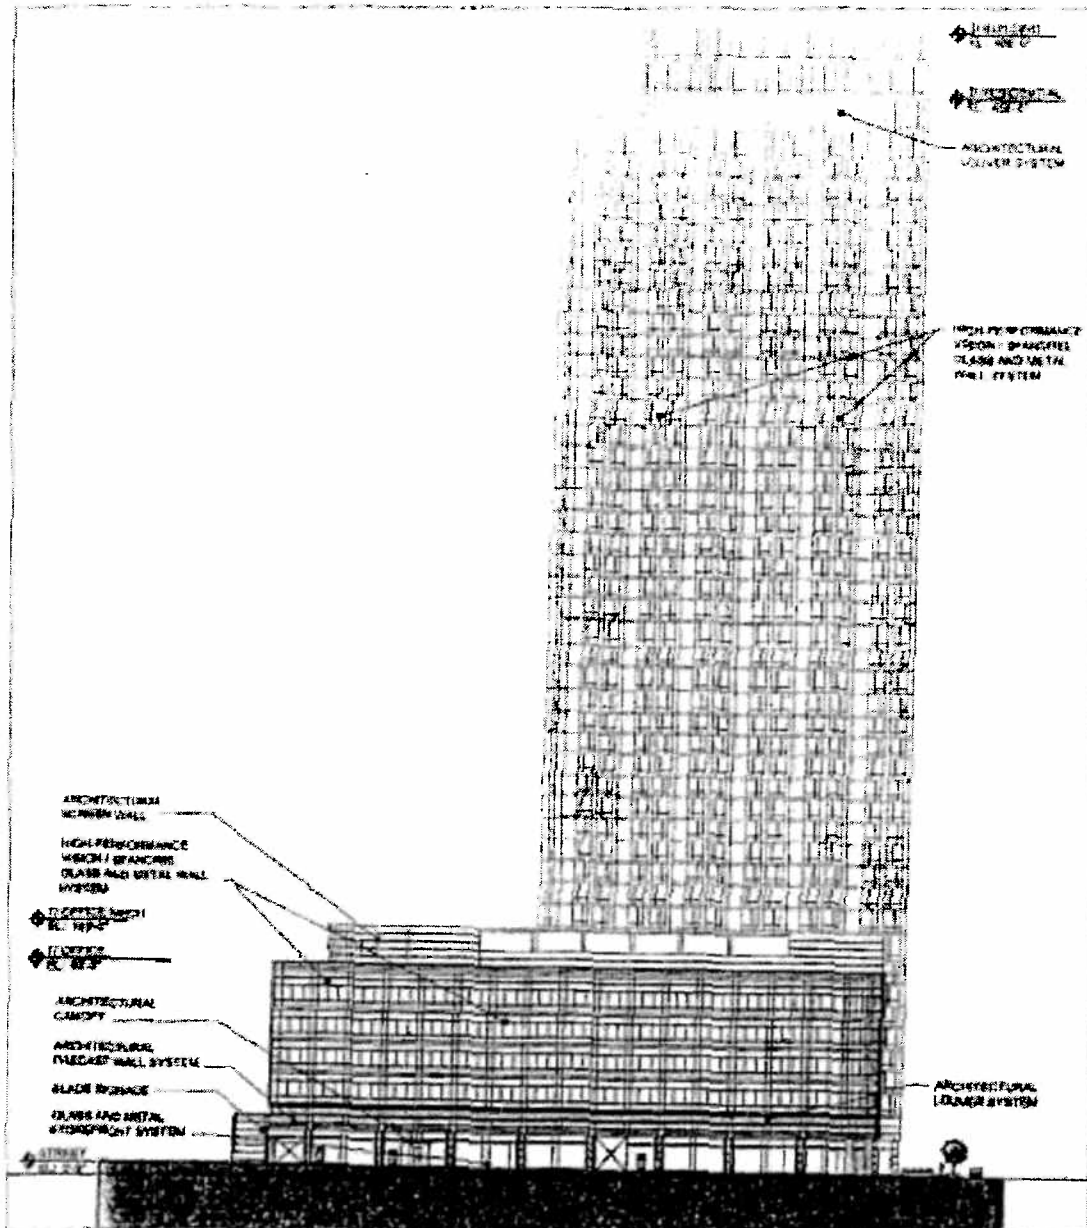 ARCHITECTURAL
LOUVER SYSTEM
HIGH-PERFORMANCE
VISION / SPANDREL
GLASS AND METAL
WALL SYSTEM
ARCHITECTURAL
SCREEN WALL
HIGH-PERFORMANCE
VISION / SPANDREL
GLASS AND METAL WALL
SYSTEM
T/ OFFICE
ARCHITECTURAL
CANOPY
ARCHITECTURAL
PRECAST WALL SYSTEM
BLADE SIGNAGE
GLASS AND METAL
STOREFRONT SYSTEM
ARCHITECTURAL
LOUVER SYSTEM
STREET